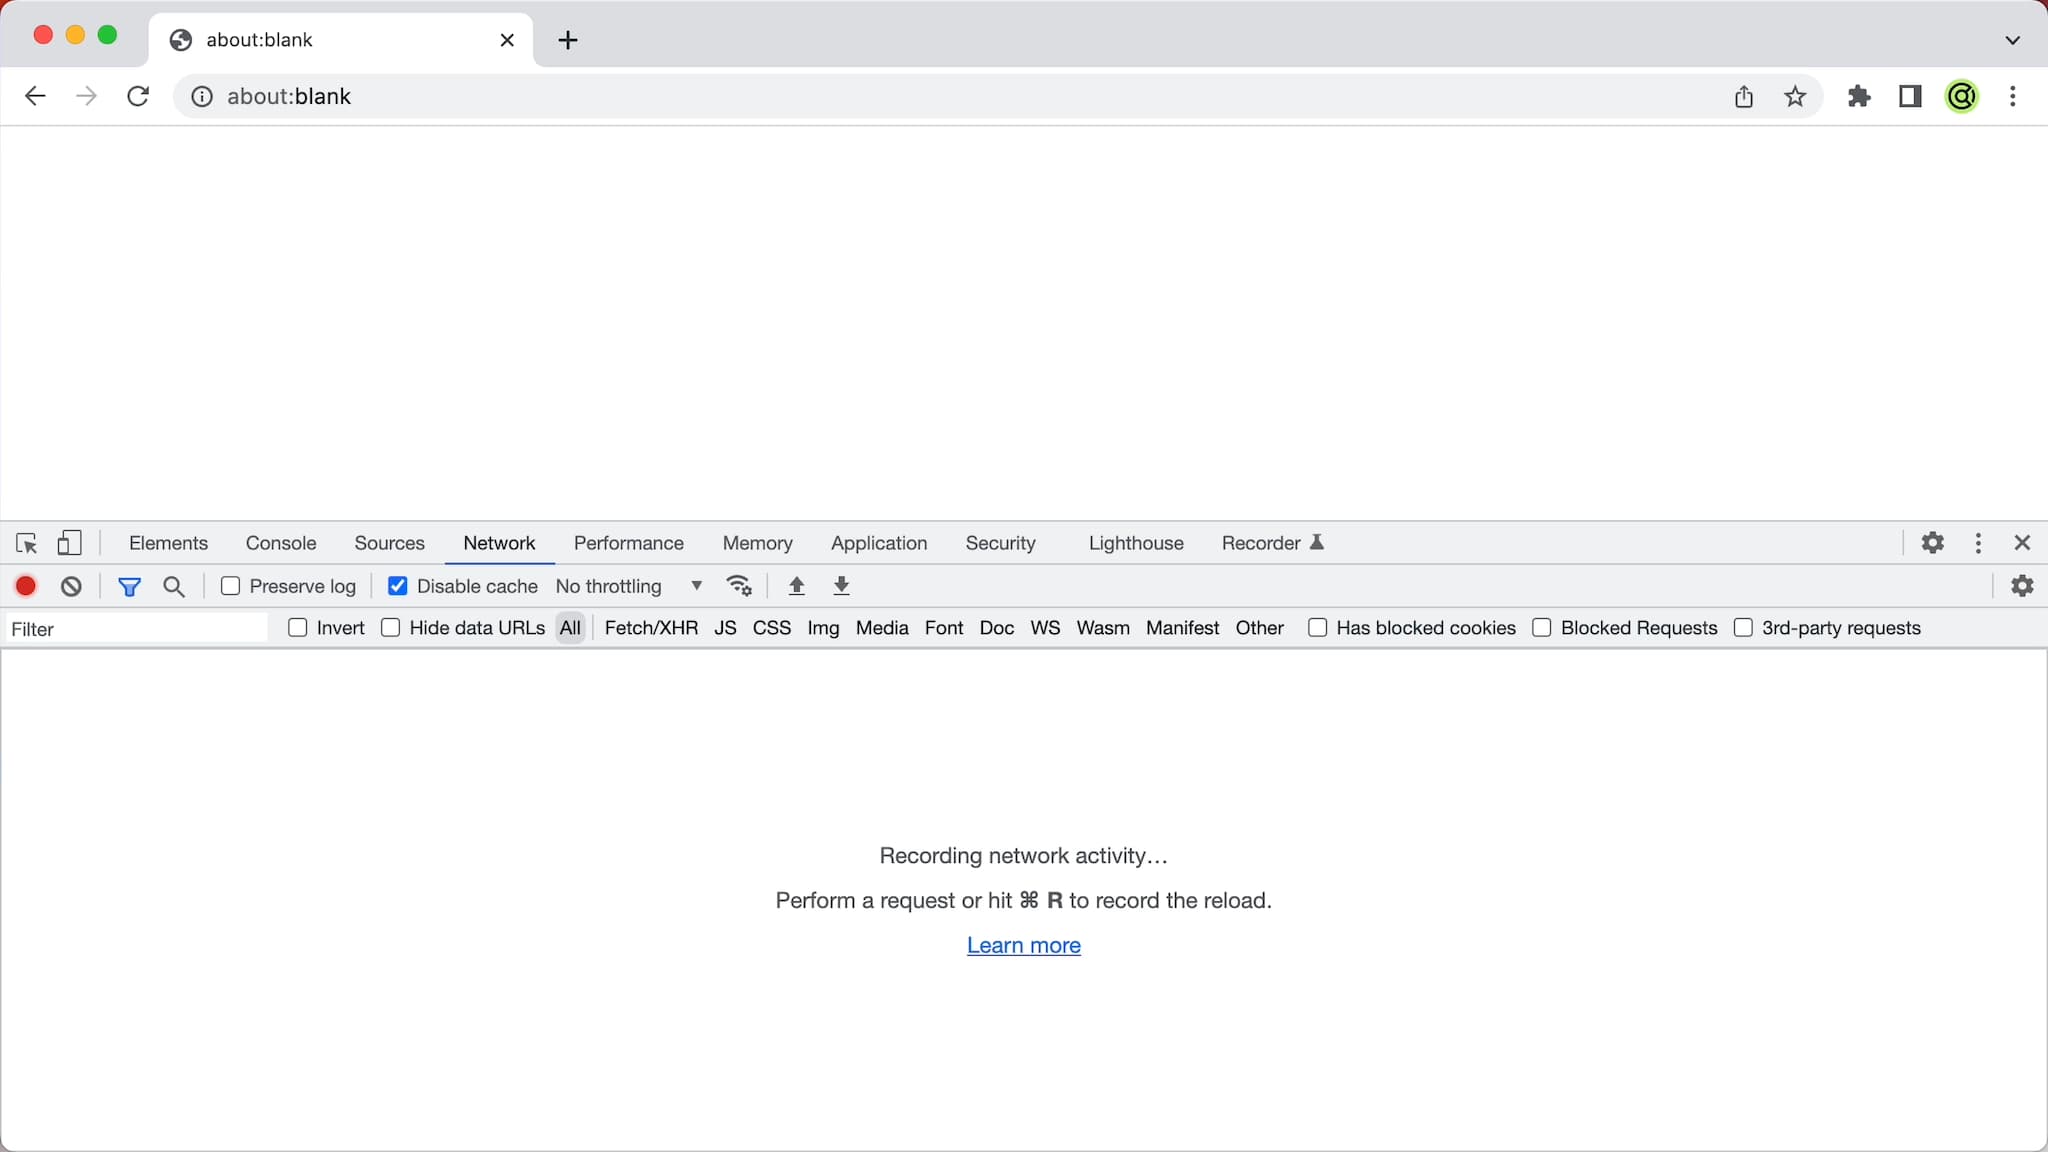 about:blank
about:blank
Elements Console Sources Network Performance Memory Application Security Lighthouse Recorder
Preserve log Disable cache No throttling
Filter Invert Hide data URLs All Fetch/XHR JS CSS Img Media Font Doc WS Wasm Manifest Other Has blocked cookies Blocked Requests 3rd-party requests
Recording network activity…
Perform a request or hit ⌘ R to record the reload.
Learn more